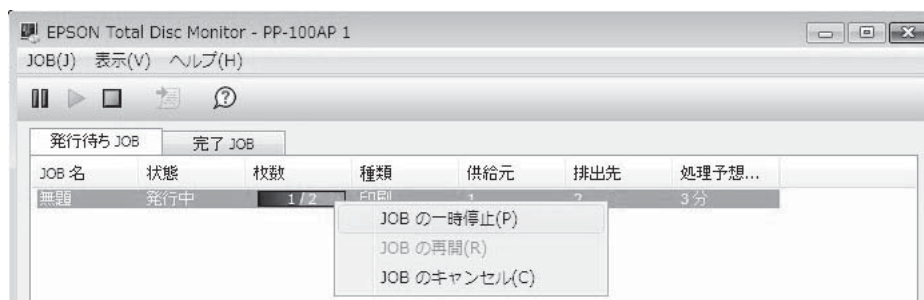 EPSON Total Disc Monitor - PP-100AP 1
JOB(J) 表示(V) ヘルプ(H)
発行待ち JOB 完了 JOB
JOB 名 状態 枚数 種類 供給元 排出先 処理予想...
無題 発行中 1 / 2 印刷 1 2 3 分
JOB の一時停止(P)
JOB の再開(R)
JOB のキャンセル(C)